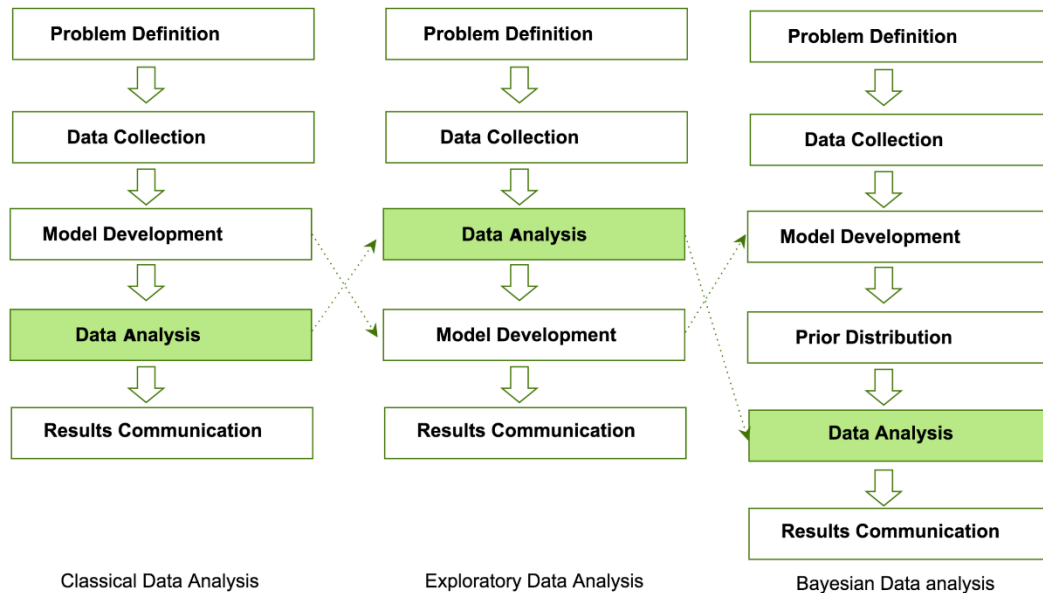 Problem Definition
Data Collection
Model Development
Data Analysis
Results Communication
Classical Data Analysis
Problem Definition
Data Collection
Data Analysis
Model Development
Results Communication
Exploratory Data Analysis
Problem Definition
Data Collection
Model Development
Prior Distribution
Data Analysis
Results Communication
Bayesian Data analysis